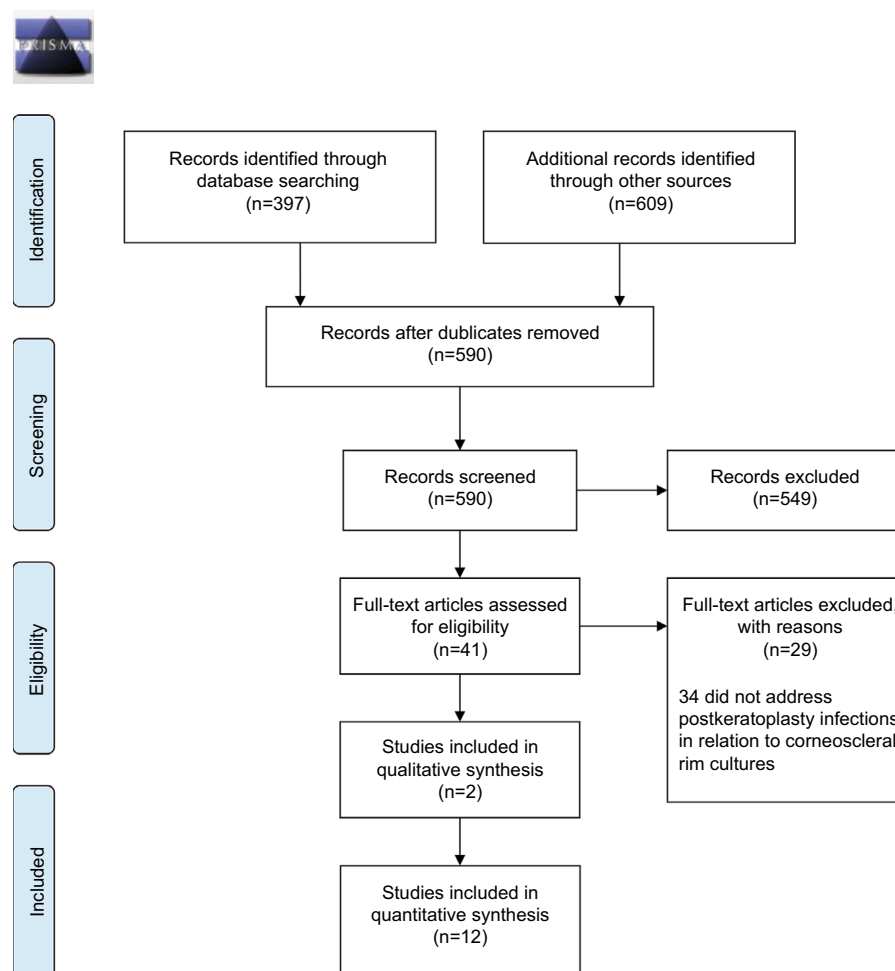 PRISMA
Identification
Records identified through
database searching
(n=397)
Additional records identified
through other sources
(n=609)
Records after dublicates removed
(n=590)
Screening
Records screened
(n=590)
Records excluded
(n=549)
Eligibility
Full-text articles assessed
for eligibility
(n=41)
Full-text articles excluded,
with reasons
(n=29)
34 did not address
postkeratoplasty infections
in relation to corneoscleral
rim cultures
Studies included in
qualitative synthesis
(n=2)
Included
Studies included in
quantitative synthesis
(n=12)